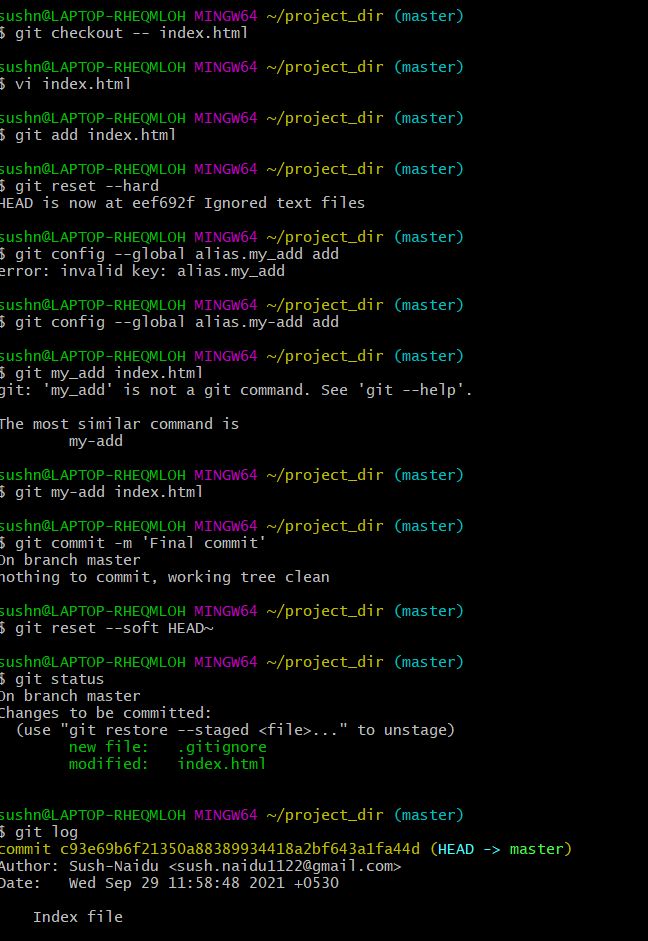 sushn@LAPTOP-RHEQMLOH MINGW64 ~/project_dir (master)
$ git checkout -- index.html
sushn@LAPTOP-RHEQMLOH MINGW64 ~/project_dir (master)
$ vi index.html
sushn@LAPTOP-RHEQMLOH MINGW64 ~/project_dir (master)
$ git add index.html
sushn@LAPTOP-RHEQMLOH MINGW64 ~/project_dir (master)
$ git reset --hard
HEAD is now at eef692f Ignored text files
sushn@LAPTOP-RHEQMLOH MINGW64 ~/project_dir (master)
$ git config --global alias.my_add add
error: invalid key: alias.my_add
sushn@LAPTOP-RHEQMLOH MINGW64 ~/project_dir (master)
$ git config --global alias.my-add add
sushn@LAPTOP-RHEQMLOH MINGW64 ~/project_dir (master)
$ git my_add index.html
git: 'my_add' is not a git command. See 'git --help'.
The most similar command is
my-add
sushn@LAPTOP-RHEQMLOH MINGW64 ~/project_dir (master)
$ git my-add index.html
sushn@LAPTOP-RHEQMLOH MINGW64 ~/project_dir (master)
$ git commit -m 'Final commit'
On branch master
nothing to commit, working tree clean
sushn@LAPTOP-RHEQMLOH MINGW64 ~/project_dir (master)
$ git reset --soft HEAD~
sushn@LAPTOP-RHEQMLOH MINGW64 ~/project_dir (master)
$ git status
On branch master
Changes to be committed:
(use "git restore --staged <file>..." to unstage)
new file:   .gitignore
modified:   index.html
sushn@LAPTOP-RHEQMLOH MINGW64 ~/project_dir (master)
$ git log
commit c93e69b6f21350a88389934418a2bf643a1fa44d (HEAD -> master)
Author: Sush-Naidu <sush.naidu1122@gmail.com>
Date:   Wed Sep 29 11:58:48 2021 +0530
Index file